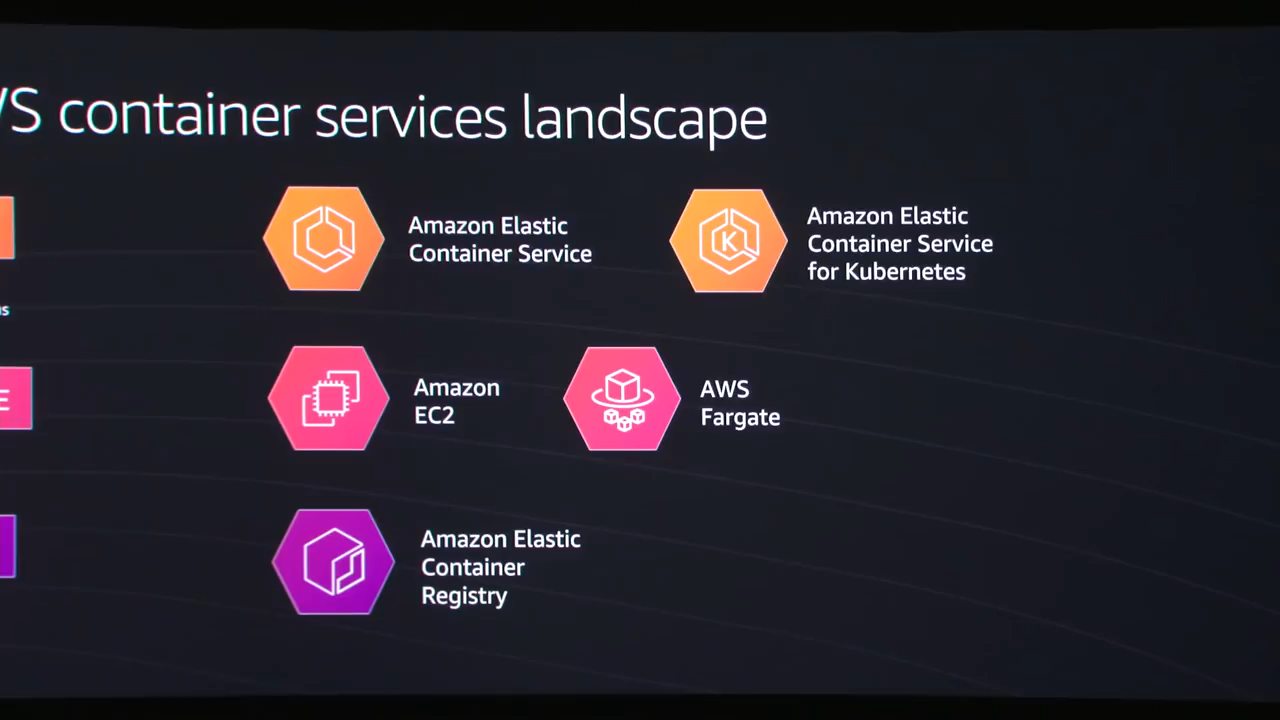 WS container services landscape
Amazon Elastic
Container Service
Amazon Elastic
Container Service
for Kubernetes
K
Amazon
EC2
AWS
Fargate
Amazon Elastic
Container
Registry